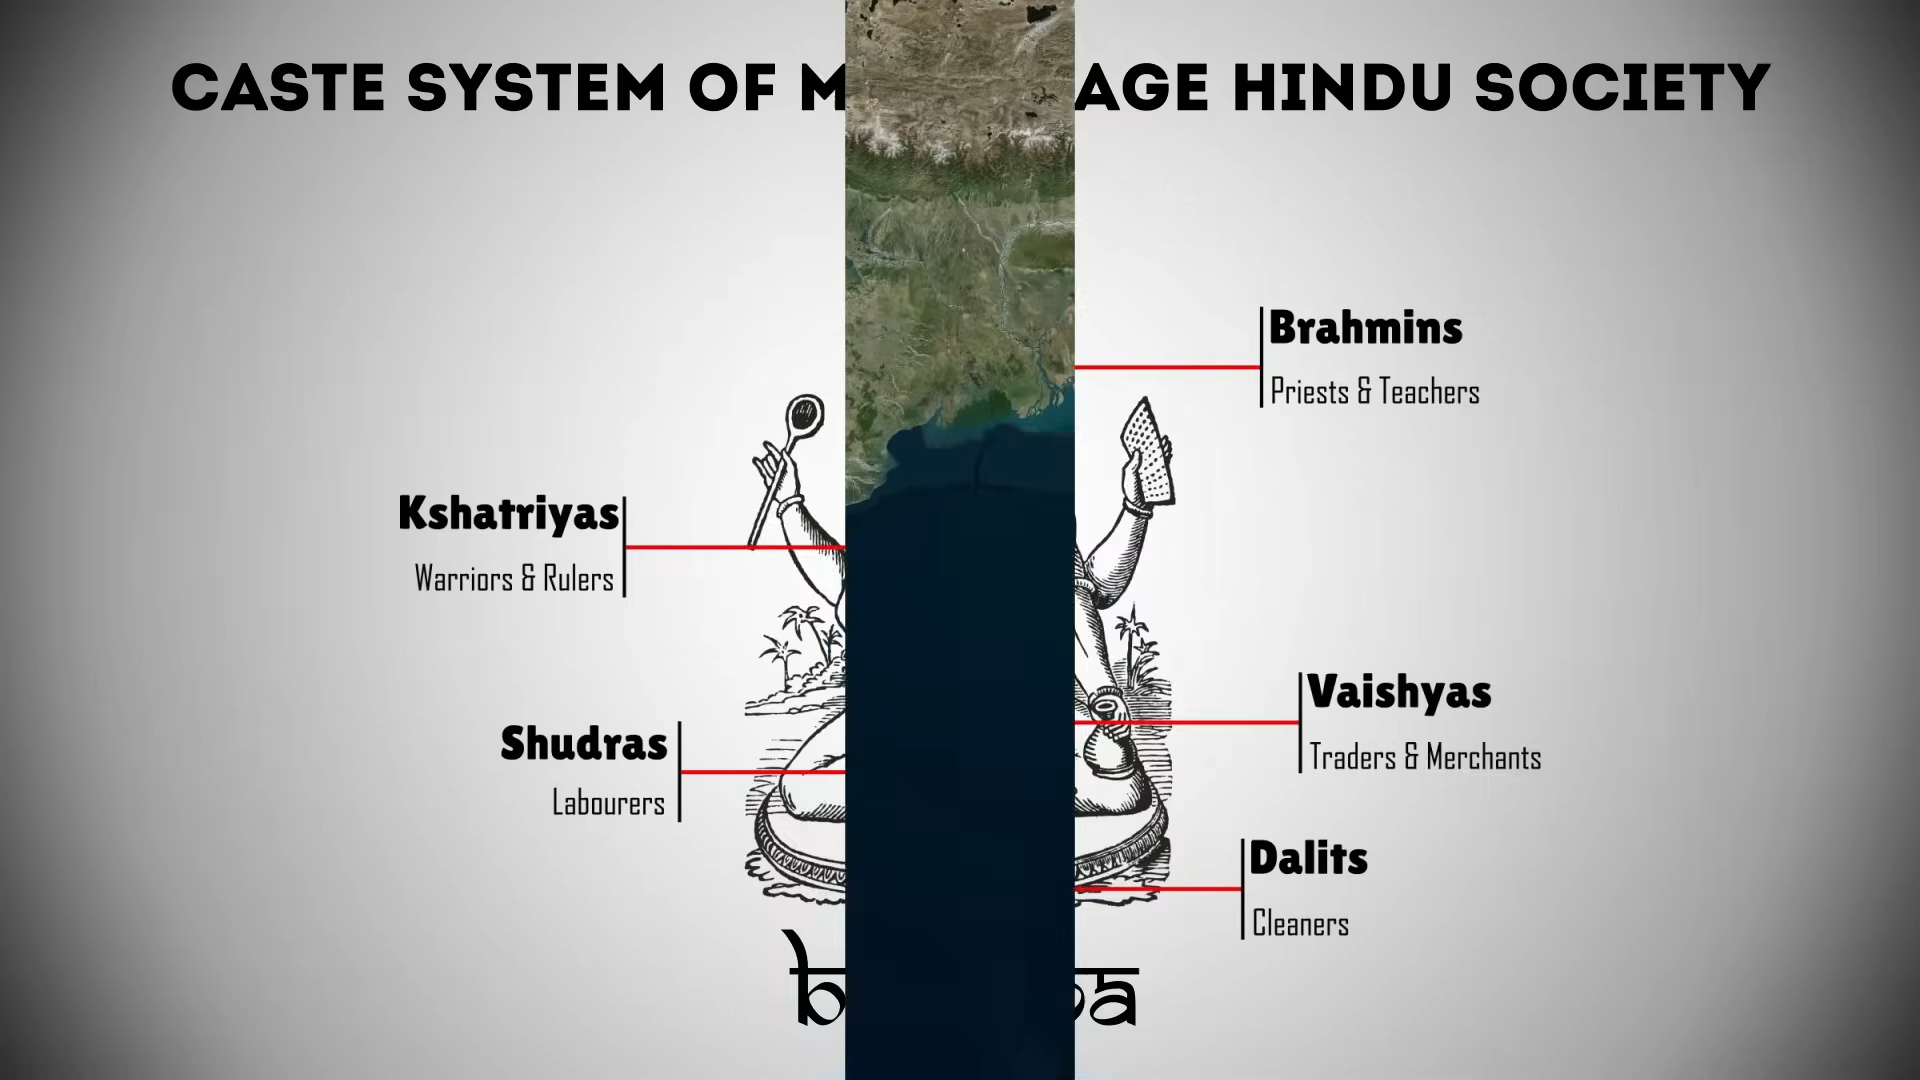 CASTE SYSTEM OF M AGE HINDU SOCIETY
Brahmins
Priests & Teachers
Kshatriyas
Warriors & Rulers
Vaishyas
Traders & Merchants
Shudras
Labourers
Dalits
Cleaners